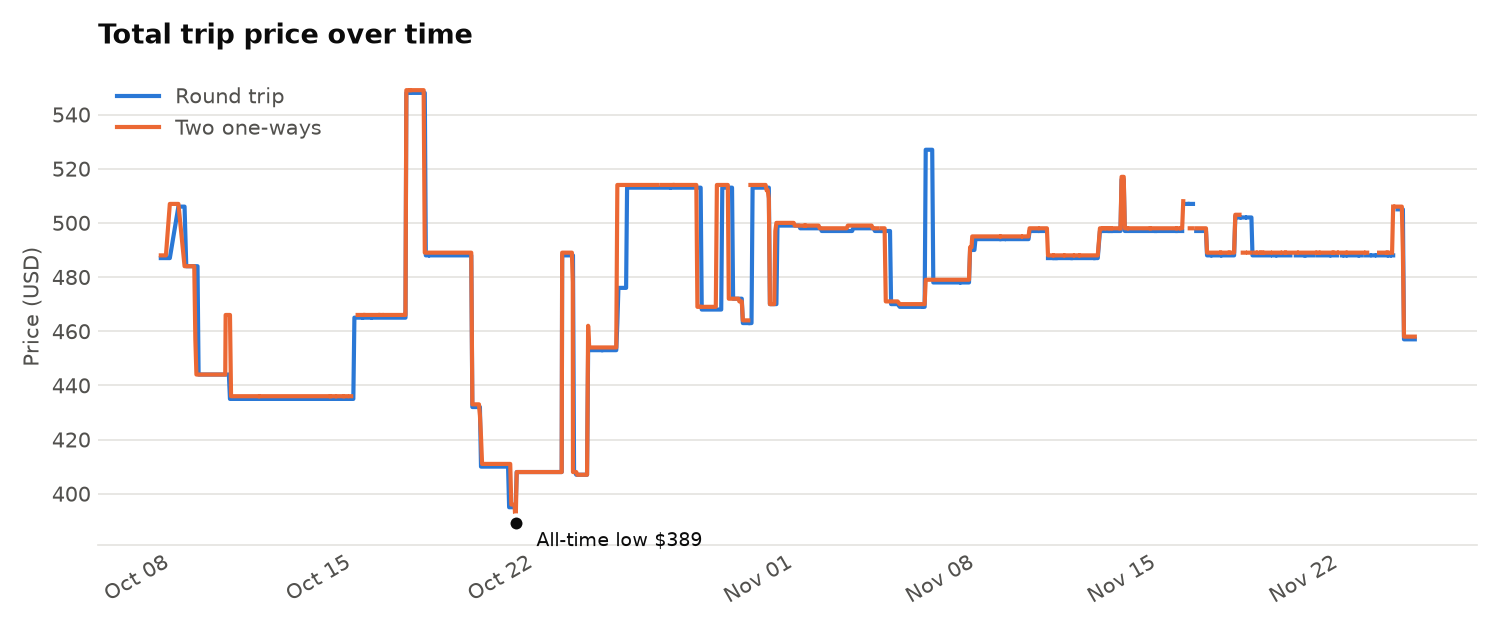 Total trip price over time
Round trip
Two one-ways
Price (USD)
540
520
500
480
460
440
420
400
All-time low $389
Oct 08
Oct 15
Oct 22
Nov 01
Nov 08
Nov 15
Nov 22